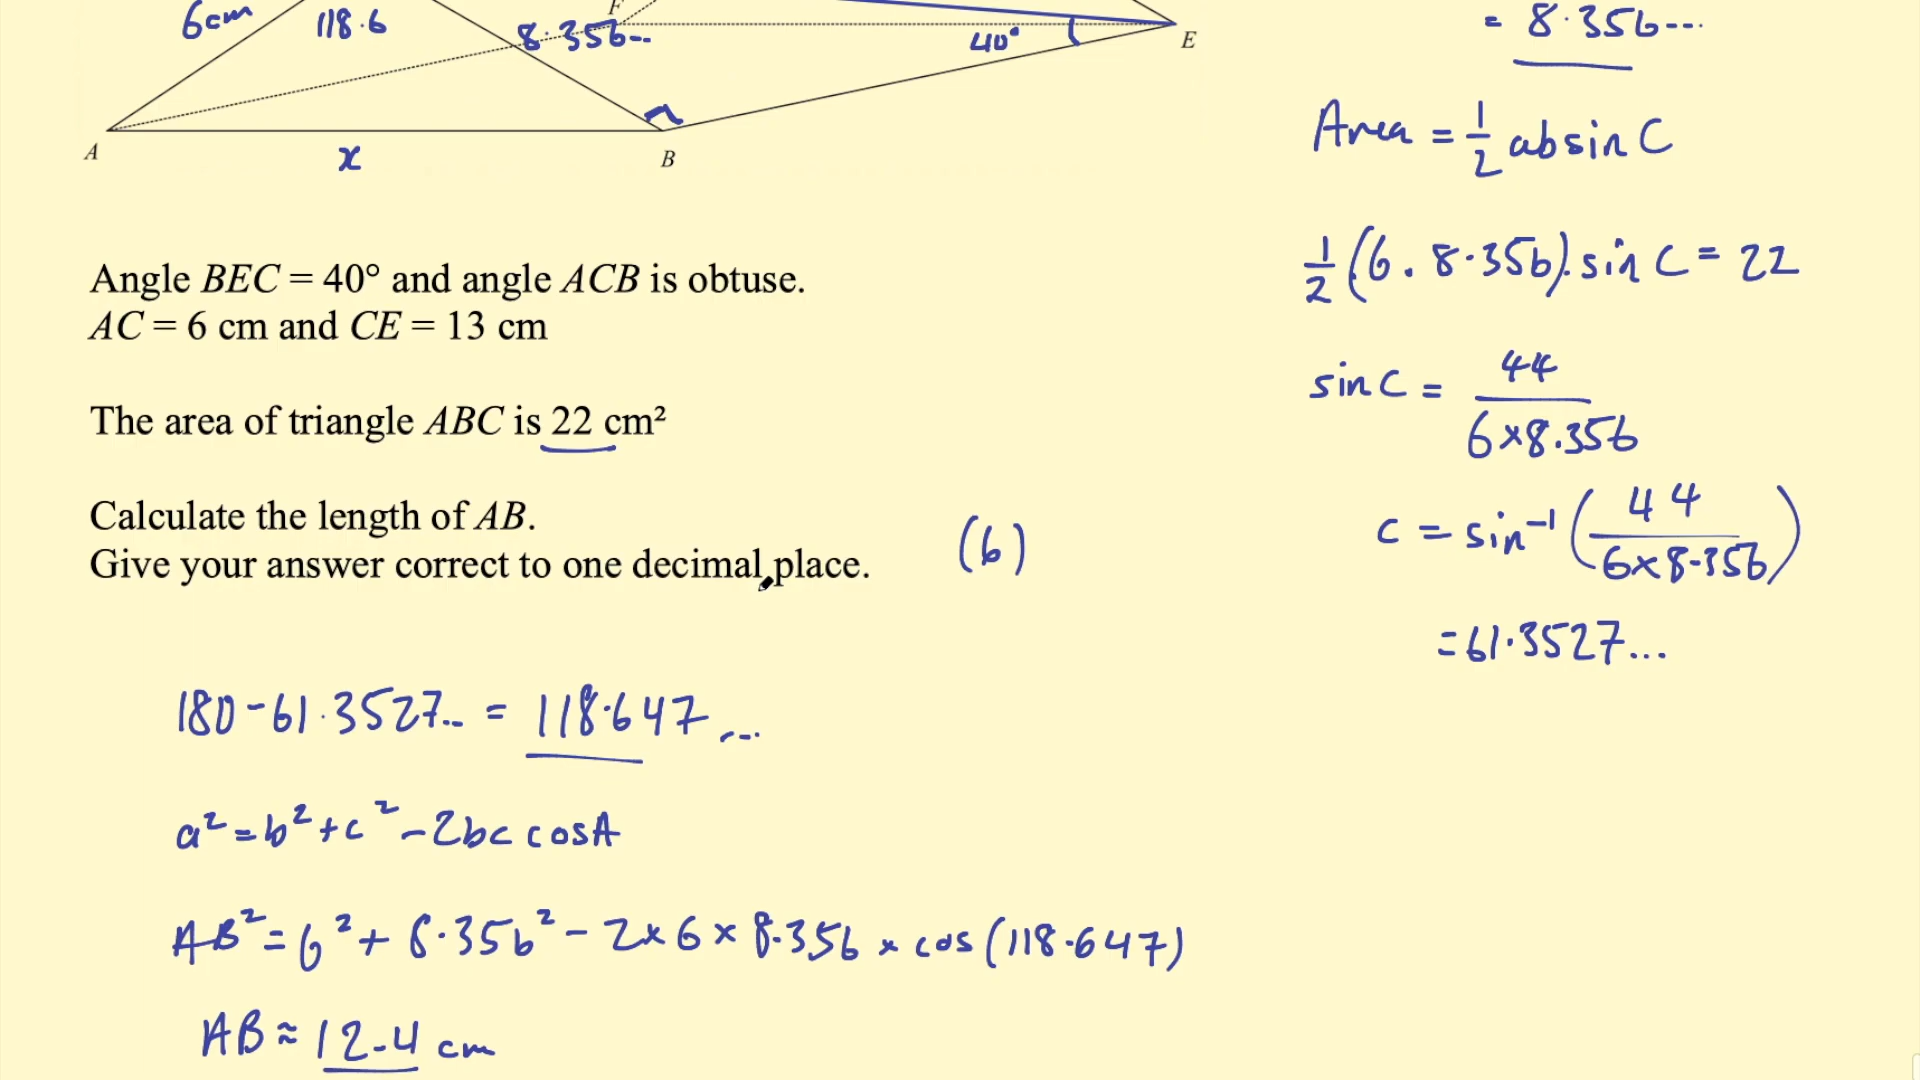 6cm
118.6
F
8.356..
40°
E
A
x
B
Angle BEC = 40° and angle ACB is obtuse.
AC = 6 cm and CE = 13 cm
The area of triangle ABC is 22 cm²
Calculate the length of AB.
Give your answer correct to one decimal place.
(6)
180-61.3527.. = 118.647...
a² = b² + c² - 2bc cosA
AB² = 6² + 8.356² - 2 × 6 × 8.356 × cos (118.647)
AB ≈ 12.4 cm
= 8.356...
Area = 1/2 ab sin C
1/2 (6 . 8.356). sin C = 22
sin C = 44 / 6×8.356
C = sin⁻¹ (44 / 6×8.356)
= 61.3527...